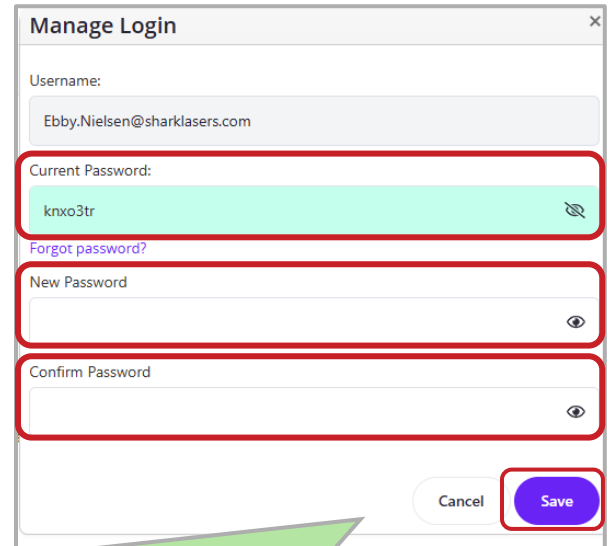 Manage Login
×
Username:
Ebby.Nielsen@sharklasers.com
Current Password:
knxo3tr
Forgot password?
New Password
Confirm Password
Cancel Save